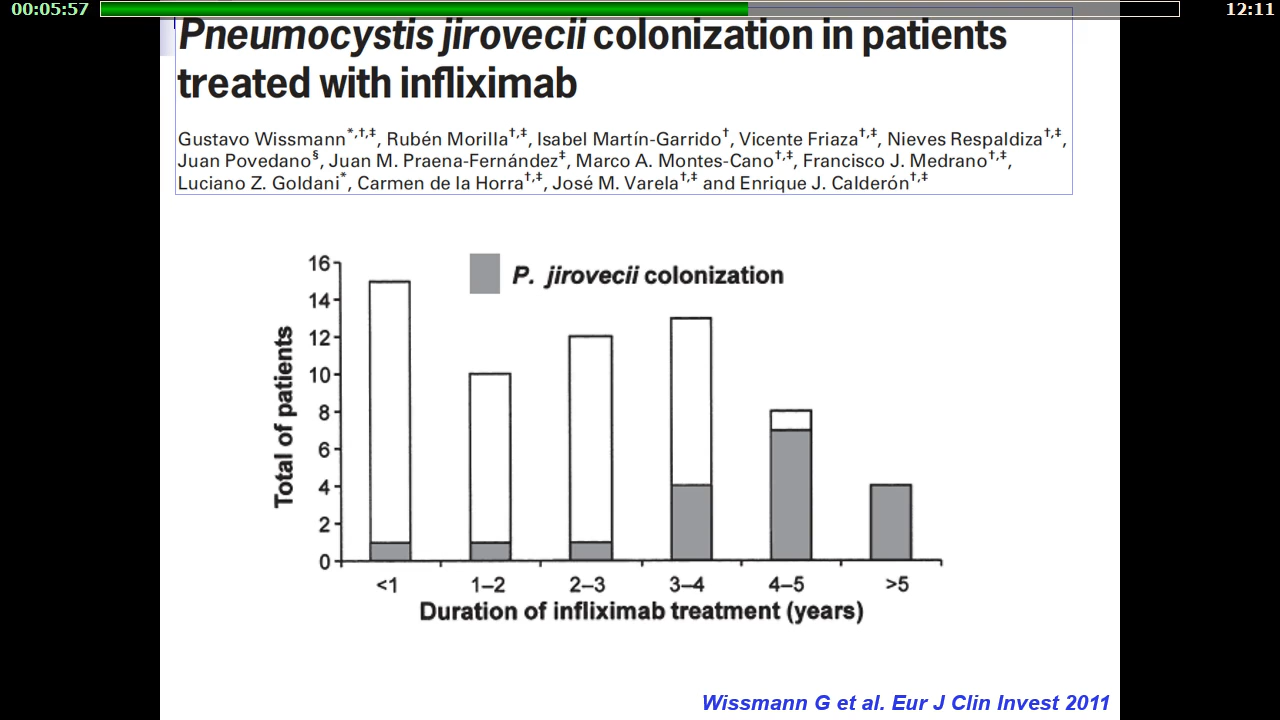 00:05:57
12:11
Pneumocystis jirovecii colonization in patients
treated with infliximab
Gustavo Wissmann*,†,‡, Rubén Morilla†,‡, Isabel Martín-Garrido†, Vicente Friaza†,‡, Nieves Respaldiza†,‡,
Juan Povedano§, Juan M. Praena-Fernández‡, Marco A. Montes-Cano†,‡, Francisco J. Medrano†,‡,
Luciano Z. Goldani*, Carmen de la Horra†,‡, José M. Varela†,‡ and Enrique J. Calderón†,‡
P. jirovecii colonization
Total of patients
16
14
12
10
8
6
4
2
0
<1 1–2 2–3 3–4 4–5 >5
Duration of infliximab treatment (years)
Wissmann G et al. Eur J Clin Invest 2011